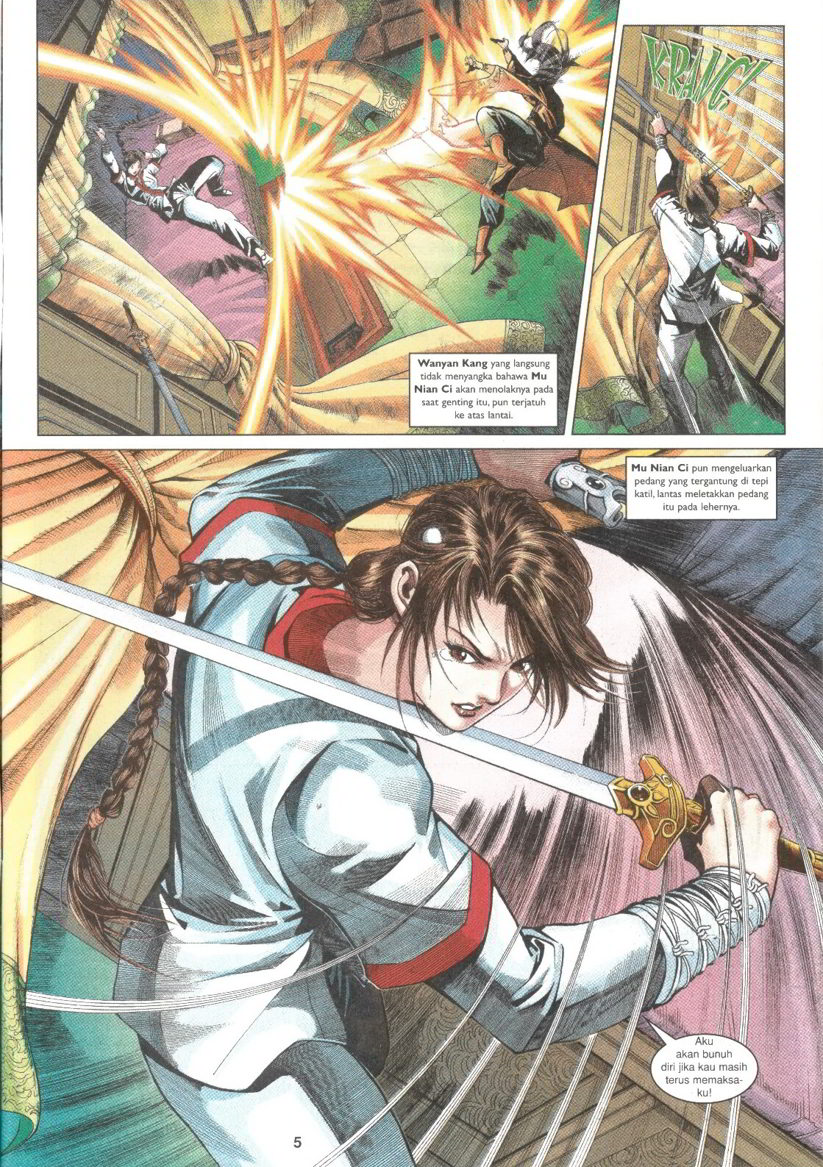 KRANG!
Wanyan Kang yang langsung
tidak menyangka bahawa Mu
Nian Ci akan menolaknya pada
saat genting itu, pun terjatuh
ke atas lantai.
Mu Nian Ci pun mengeluarkan
pedang yang tergantung di tepi
katil, lantas meletakkan pedang
itu pada lehernya.
Aku
akan bunuh
diri jika kau masih
terus memaksa-
ku!
5